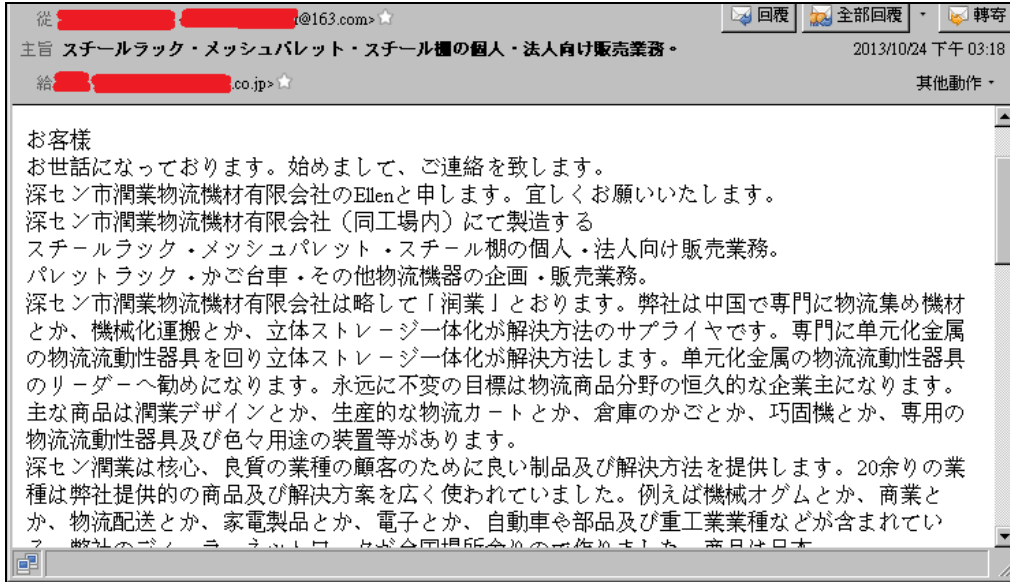 從 @163.com>
回覆 全部回覆 轉寄
主旨 スチールラック・メッシュパレット・スチール棚の個人・法人向け販売業務。 2013/10/24 下午 03:18
給 .co.jp> 其他動作
お客様
お世話になっております。始めまして、ご連絡を致します。
深セン市潤業物流機材有限会社のEllenと申します。宜しくお願いいたします。
深セン市潤業物流機材有限会社（同工場内）にて製造する
スチールラック・メッシュパレット・スチール棚の個人・法人向け販売業務。
パレットラック・かご台車・その他物流機器の企画・販売業務。
深セン市潤業物流機材有限会社は略して「润業」とおります。弊社は中国で専門に物流集め機材
とか、機械化運搬とか、立体ストレージ一体化が解決方法のサプライヤです。専門に単元化金属
の物流流動性器具を回り立体ストレージ一体化が解決方法します。単元化金属の物流流動性器具
のリーダーへ勧めになります。永远に不変の目標は物流商品分野の恒久的な企業主になります。
主な商品は潤業デザインとか、生産的な物流カートとか、倉庫のかごとか、巧固機とか、専用の
物流流動性器具及び色々用途の装置等があります。
深セン潤業は核心、良質の業種の顧客のために良い制品及び解決方法を提供します。20余りの業
種は弊社提供的の商品及び解決方案を広く使われていました。例えば機械オグムとか、商業と
か、物流配送とか、家電製品とか、電子とか、自動車や部品及び重工業業種などが含まれてい